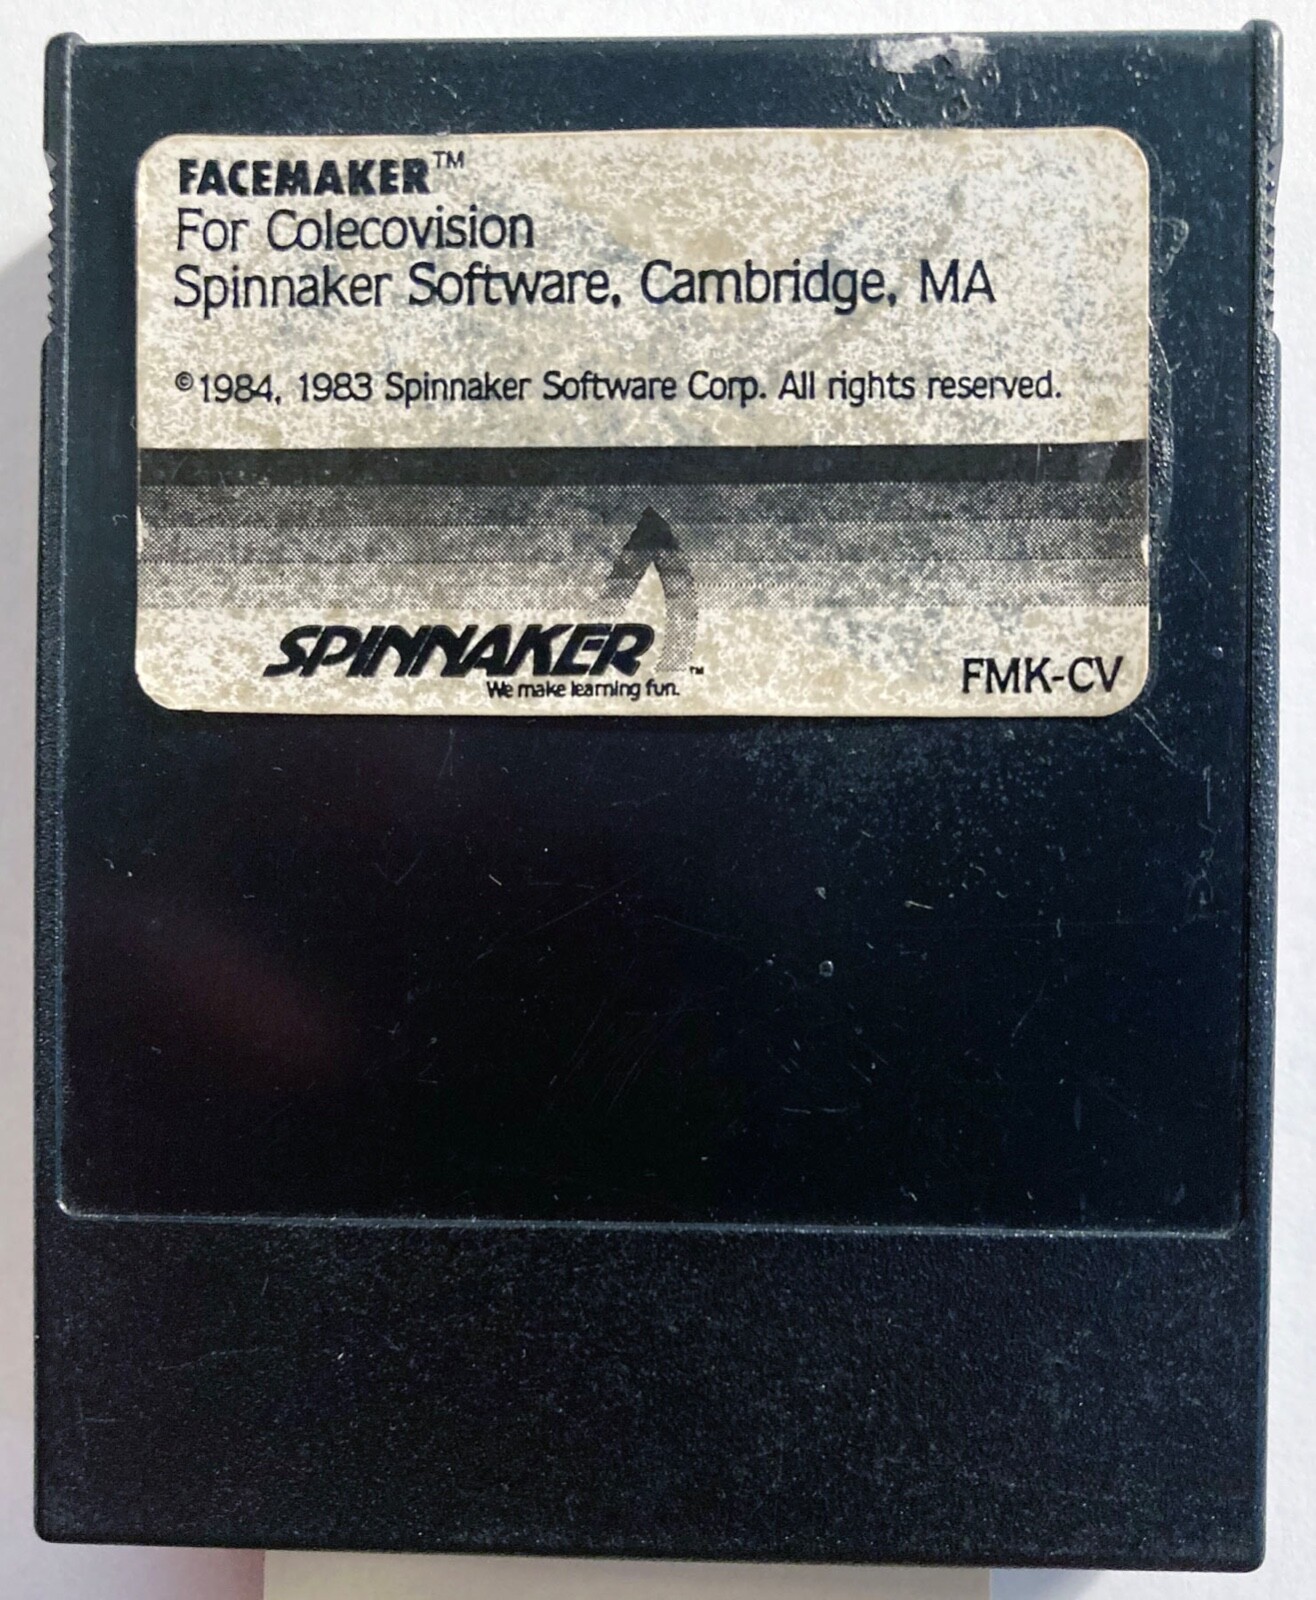 FACEMAKER™
For Colecovision
Spinnaker Software, Cambridge, MA
©1984, 1983 Spinnaker Software Corp. All rights reserved.
SPINNAKER™
We make learning fun.
FMK-CV